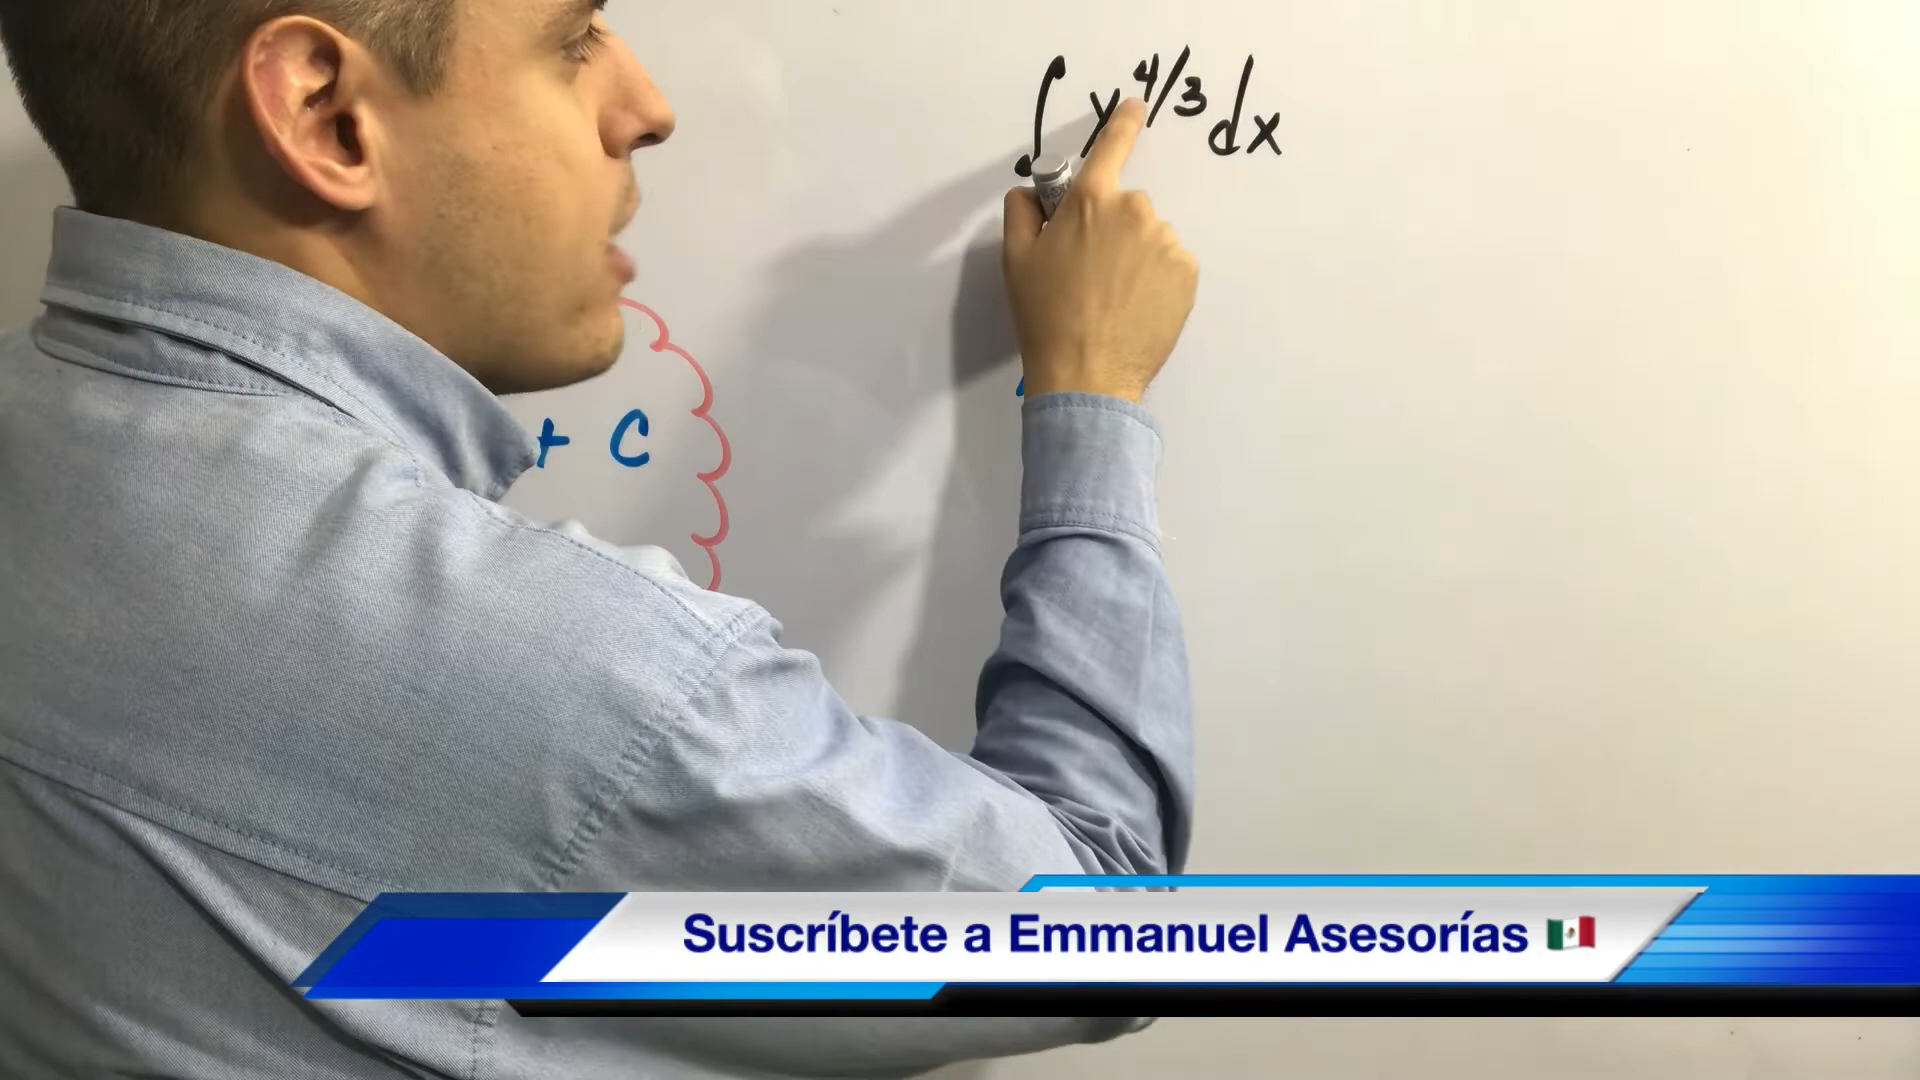 ∫ y^4/3 dx
+ C
Suscríbete a Emmanuel Asesorías 🇲🇽